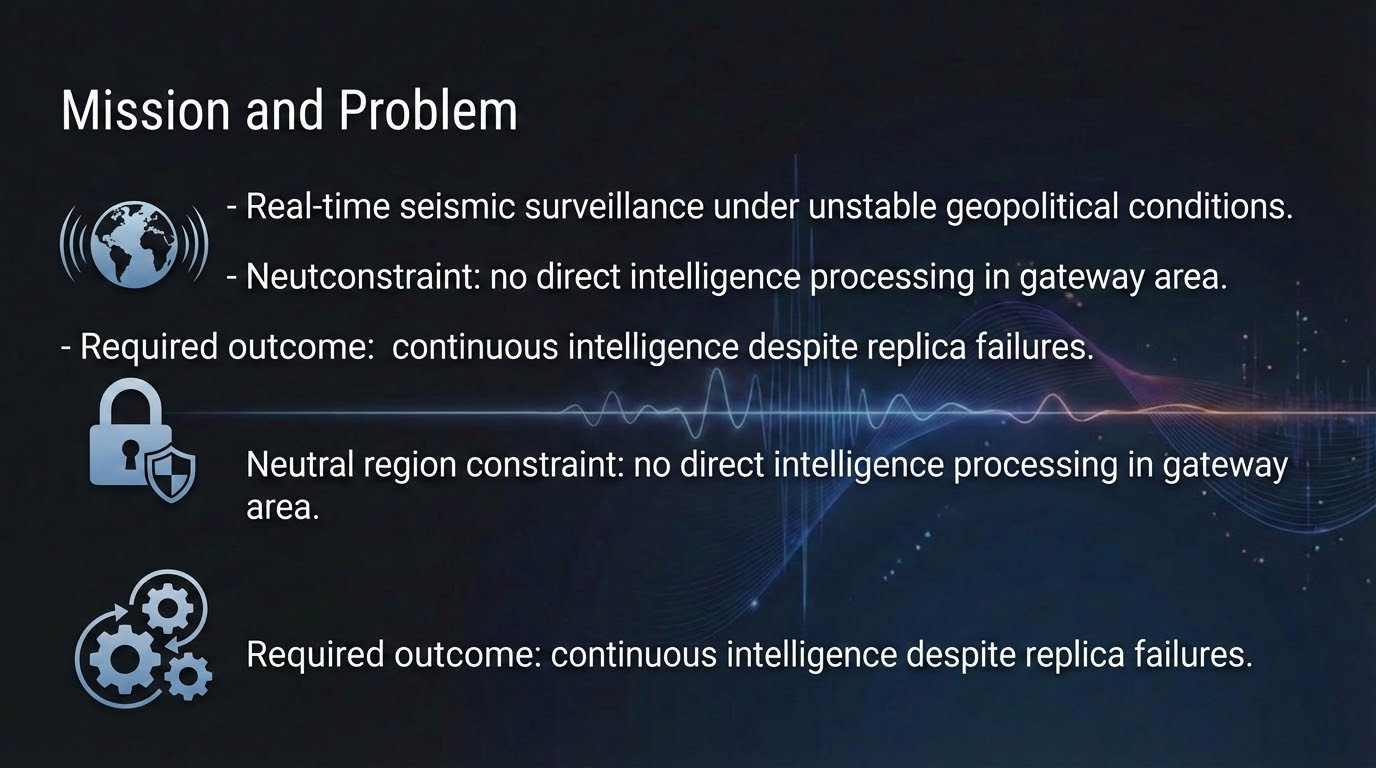 Mission and Problem
- Real-time seismic surveillance under unstable geopolitical conditions.
- Neutconstraint: no direct intelligence processing in gateway area.
- Required outcome:  continuous intelligence despite replica failures.
Neutral region constraint: no direct intelligence processing in gateway
area.
Required outcome: continuous intelligence despite replica failures.